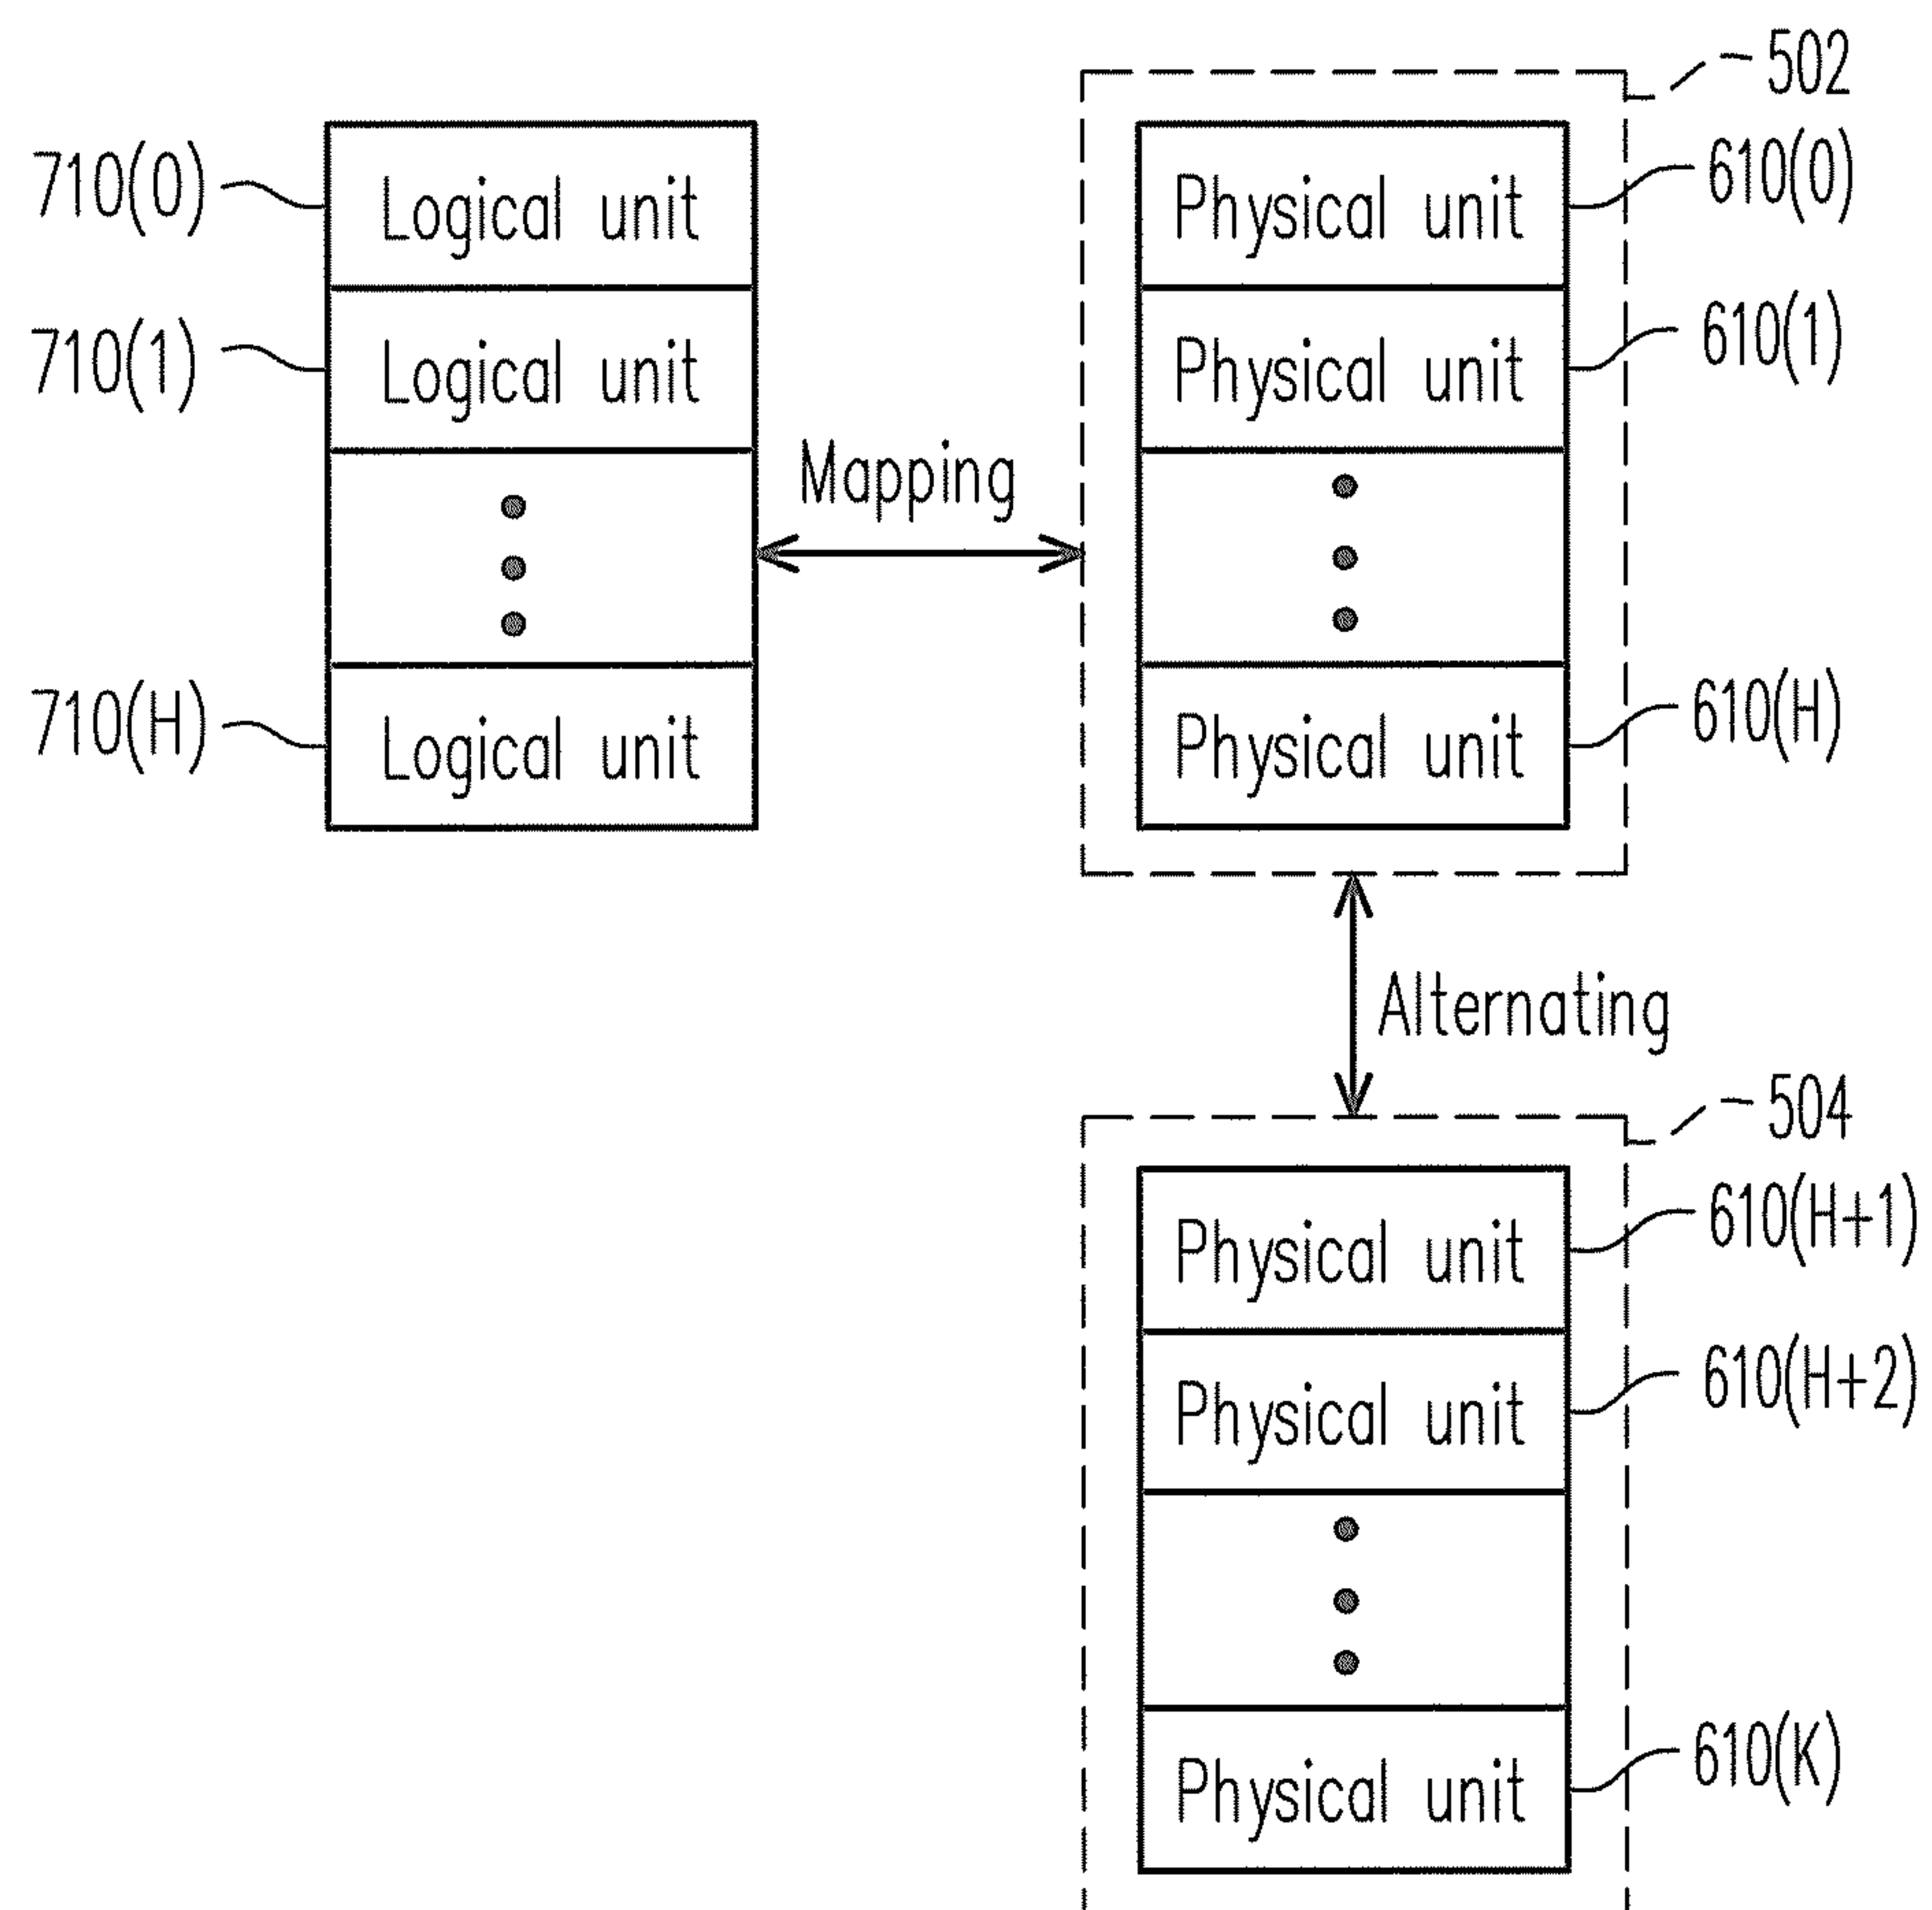 502
710(0)
Logical unit
Physical unit
610(0)
710(1)
Logical unit
Physical unit
610(1)
Mapping
710(H)
Logical unit
Physical unit
610(H)
Alternating
504
Physical unit
610(H+1)
Physical unit
610(H+2)
Physical unit
610(K)